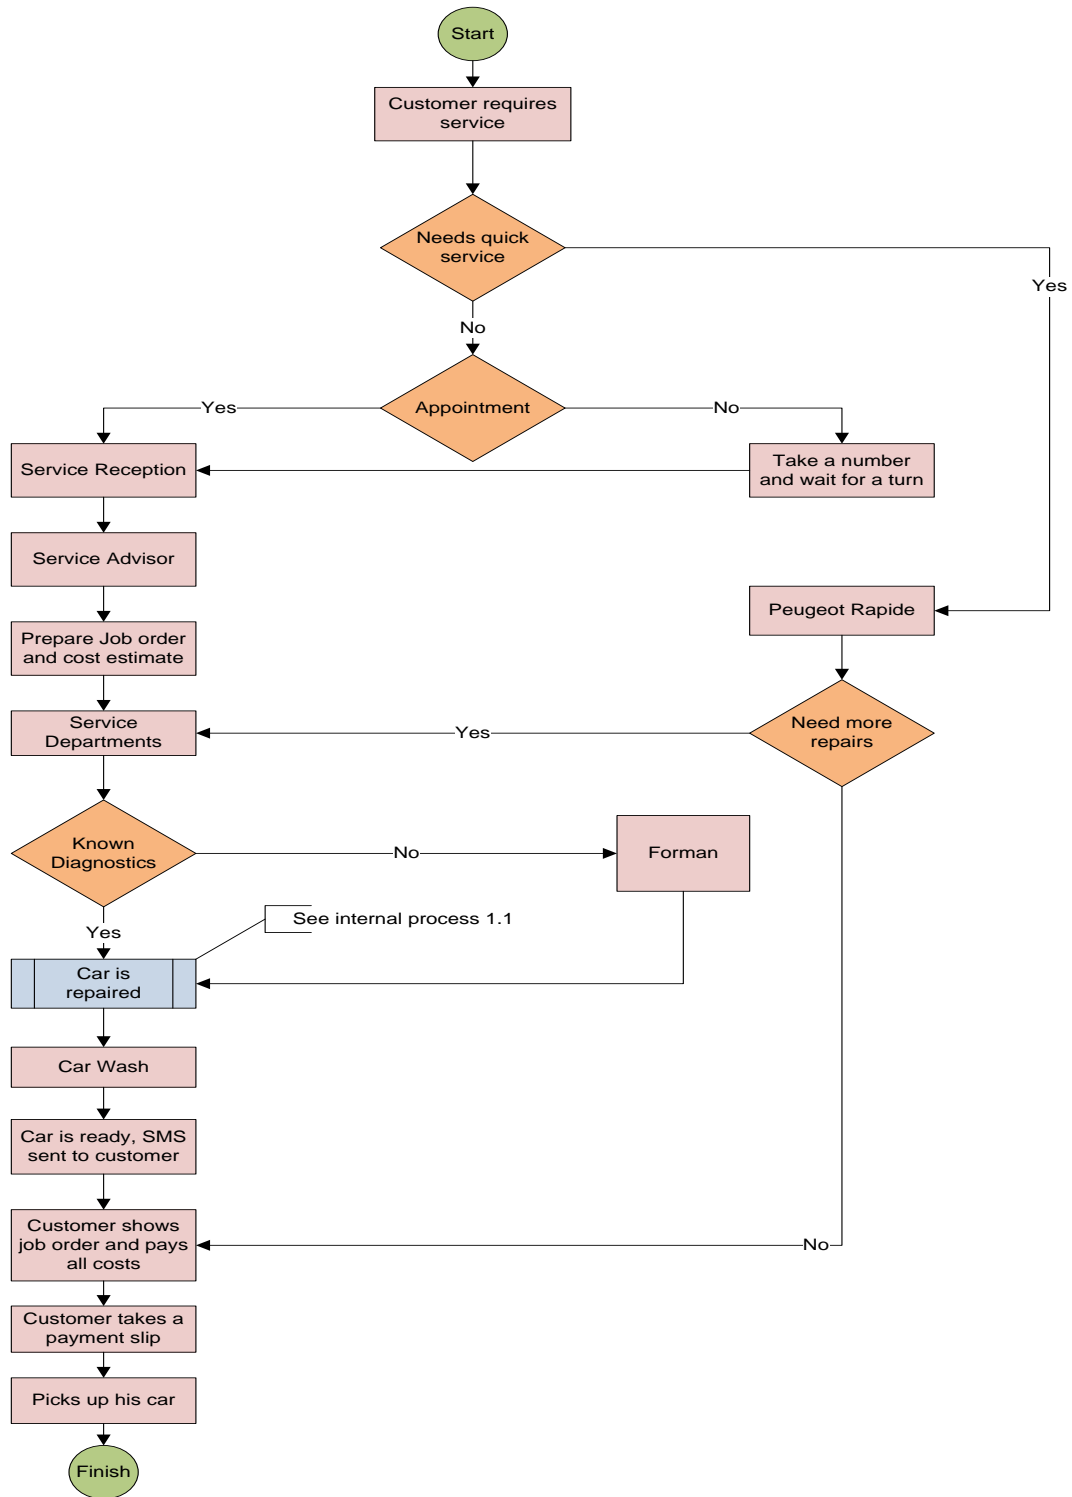 Start
Customer requires
service
Needs quick
service
Yes
No
Appointment
Yes
No
Service Reception
Take a number
and wait for a turn
Service Advisor
Peugeot Rapide
Prepare Job order
and cost estimate
Service
Departments
Yes
Need more
repairs
Known
Diagnostics
No
Forman
See internal process 1.1
Yes
Car is
repaired
Car Wash
Car is ready, SMS
sent to customer
Customer shows
job order and pays
all costs
No
Customer takes a
payment slip
Picks up his car
Finish